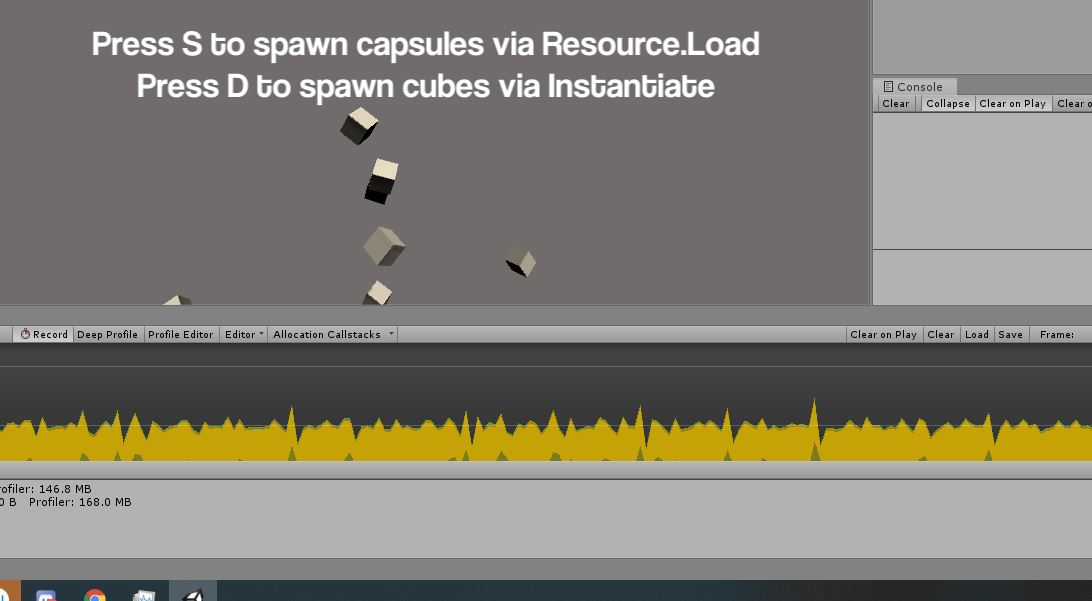 Press S to spawn capsules via Resource.Load
Press D to spawn cubes via Instantiate
Console
Clear Collapse Clear on Play Clear o
Record Deep Profile Profile Editor Editor Allocation Callstacks Clear on Play Clear Load Save Frame:
rofiler: 146.8 MB
0 B Profiler: 168.0 MB